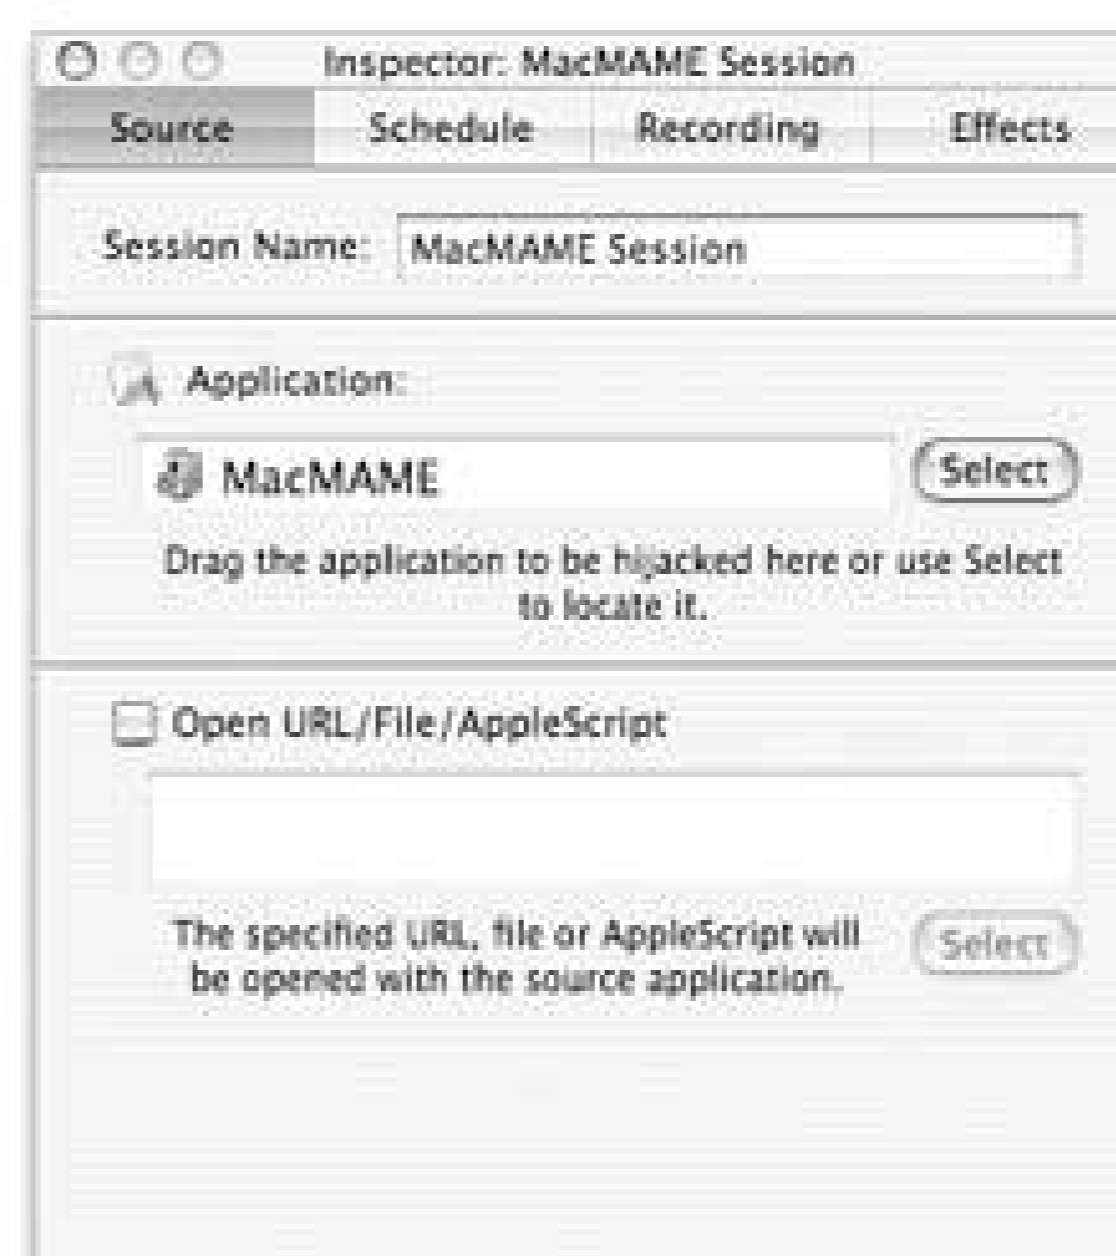 Inspector: MacMAME Session
Source Schedule Recording Effects
Session Name: MacMAME Session
Application:
MacMAME Select
Drag the application to be hijacked here or use Select
to locate it.
Open URL/File/AppleScript
The specified URL, file or AppleScript will
be opened with the source application.
Select